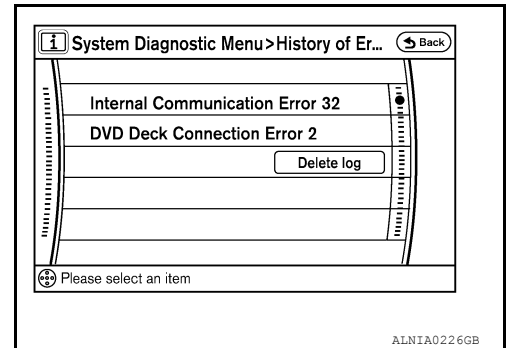 i System Diagnostic Menu>History of Er... Back
Internal Communication Error 32
DVD Deck Connection Error 2
Delete log
Please select an item
ALNIA0226GB